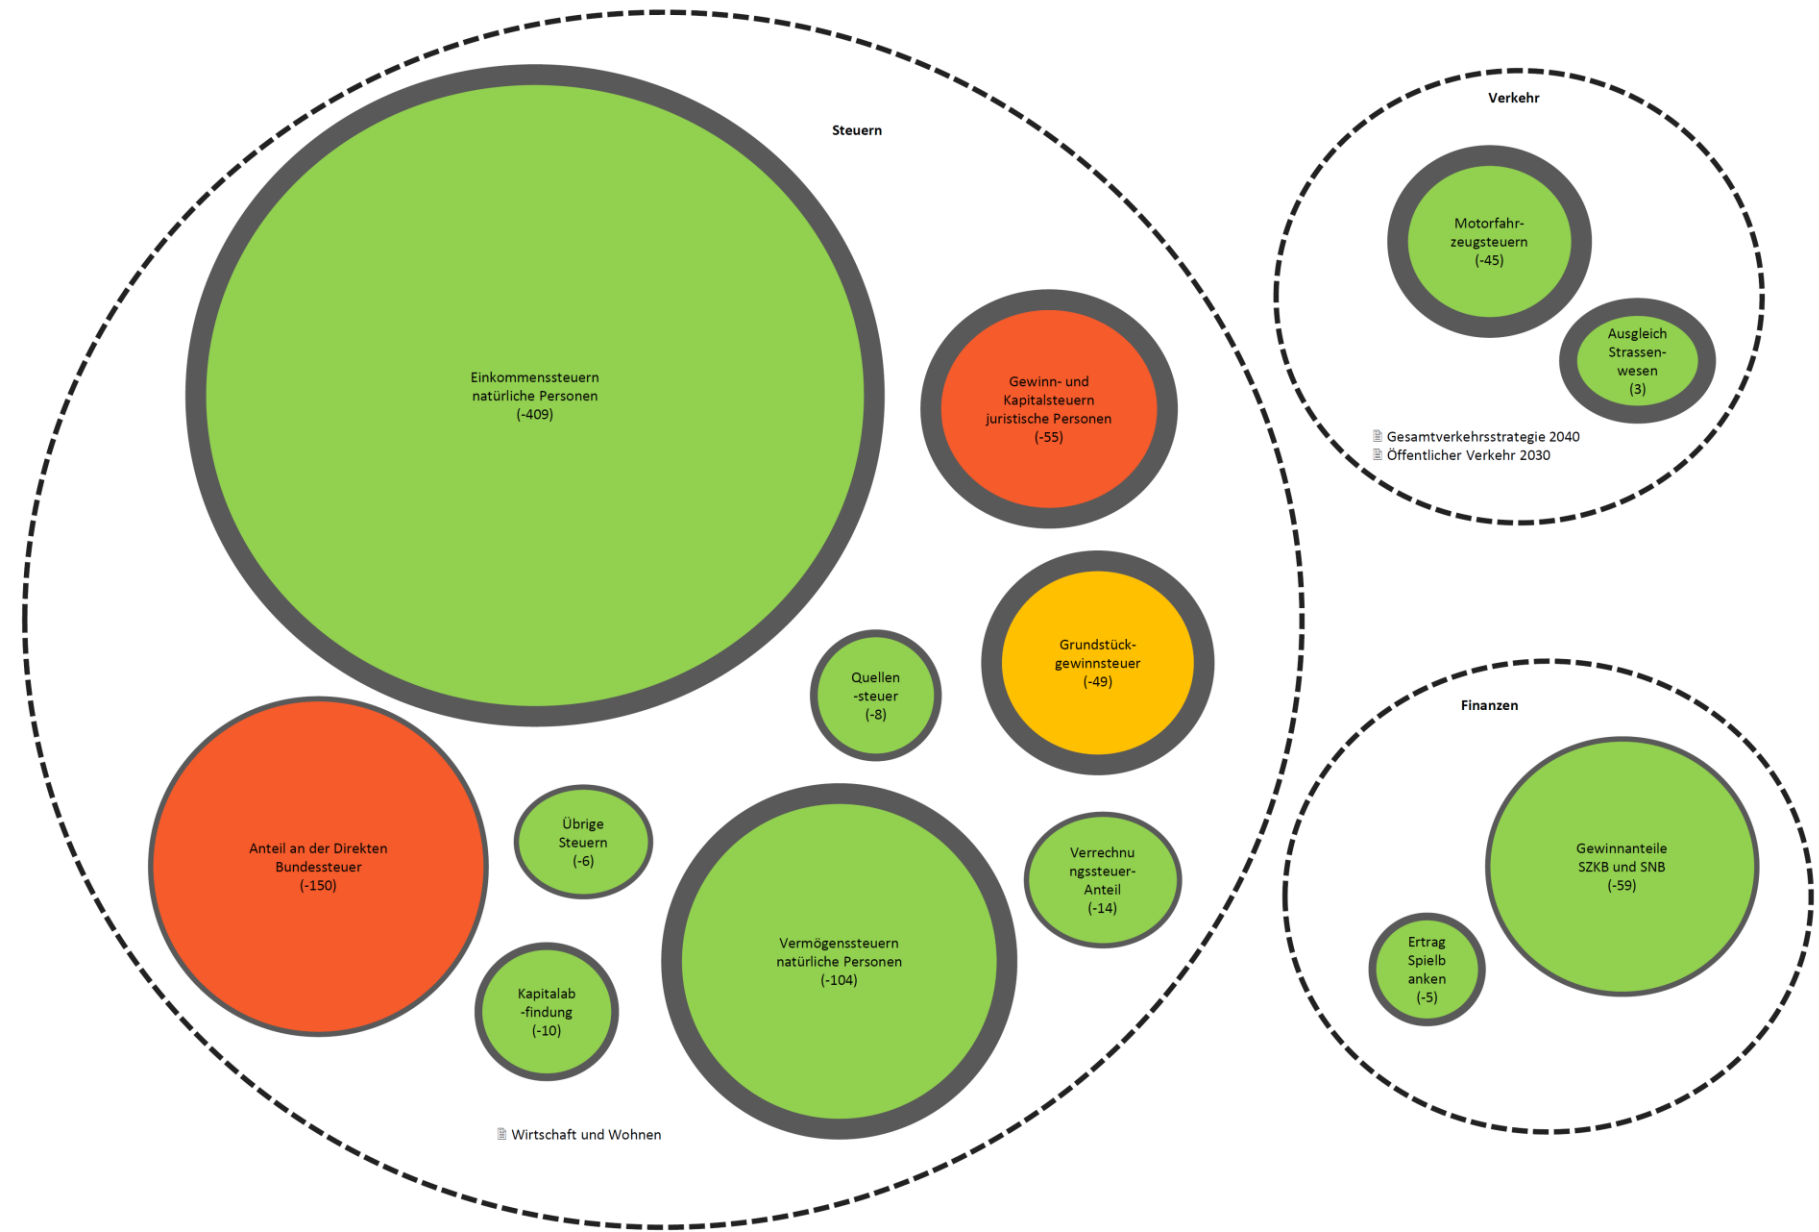 Steuern
Einkommenssteuern
natürliche Personen
(-409)
Gewinn- und
Kapitalsteuern
juristische Personen
(-55)
Grundstück-
gewinnsteuer
(-49)
Quellen
-steuer
(-8)
Anteil an der Direkten
Bundessteuer
(-150)
Übrige
Steuern
(-6)
Verrechnu
ngssteuer-
Anteil
(-14)
Vermögenssteuern
natürliche Personen
(-104)
Kapitalab
-findung
(-10)
Wirtschaft und Wohnen
Verkehr
Motorfahr-
zeugsteuern
(-45)
Ausgleich
Strassen-
wesen
(3)
Gesamtverkehrsstrategie 2040
Öffentlicher Verkehr 2030
Finanzen
Gewinnanteile
SZKB und SNB
(-59)
Ertrag
Spielb
anken
(-5)